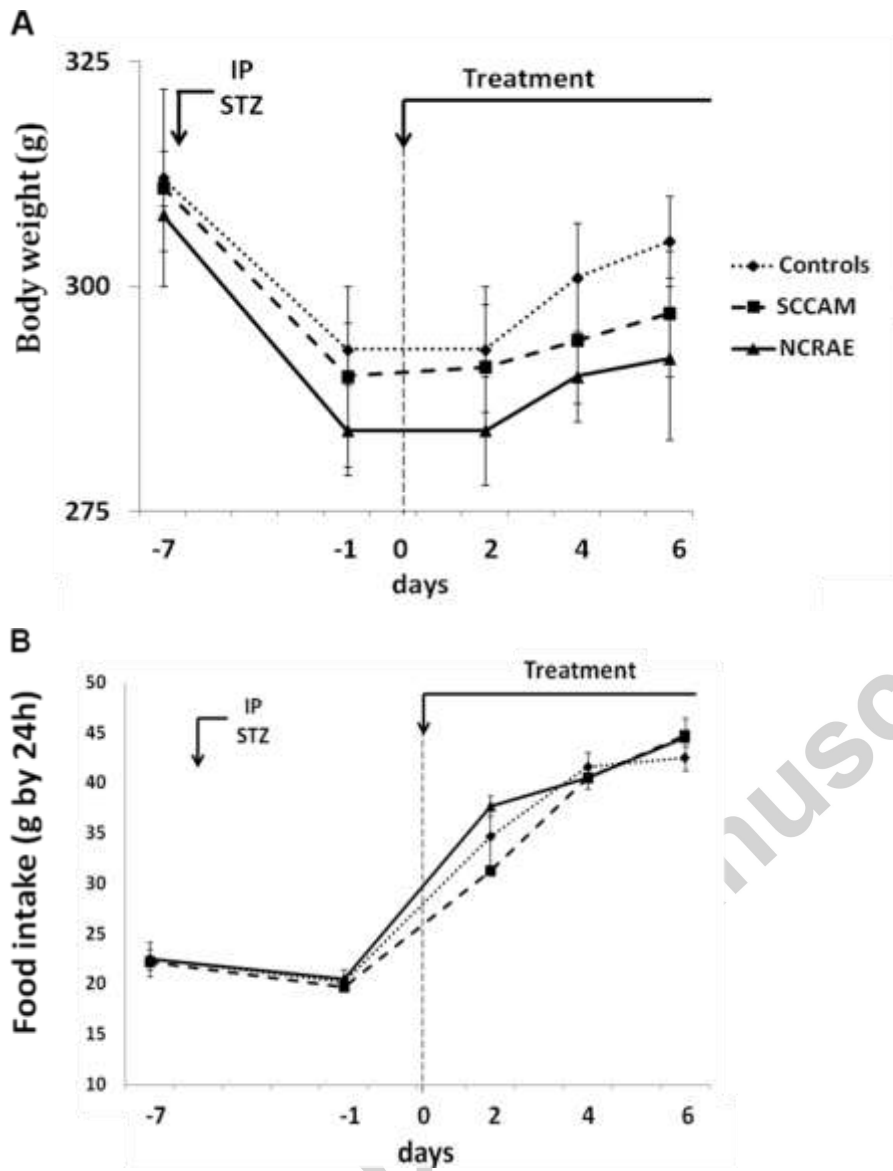 A
325
IP
STZ
Treatment
Body weight (g)
300
Controls
SCCAM
NCRAE
275
-7 -1 0 2 4 6
days
B
50
Treatment
45
IP
STZ
40
Food intake (g by 24h)
35
30
25
20
15
10
-7 -1 0 2 4 6
days
nusc